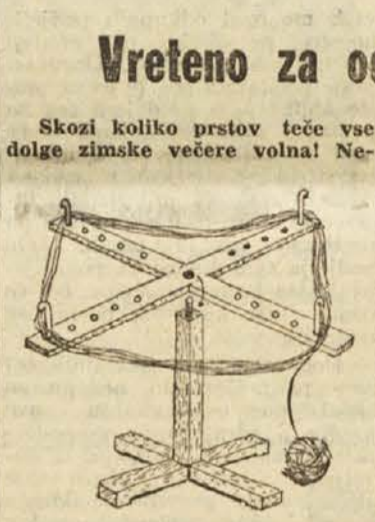 Vreteno za
Skozi koliko prstov teče vse
dolge zimske večere volna! Ne-